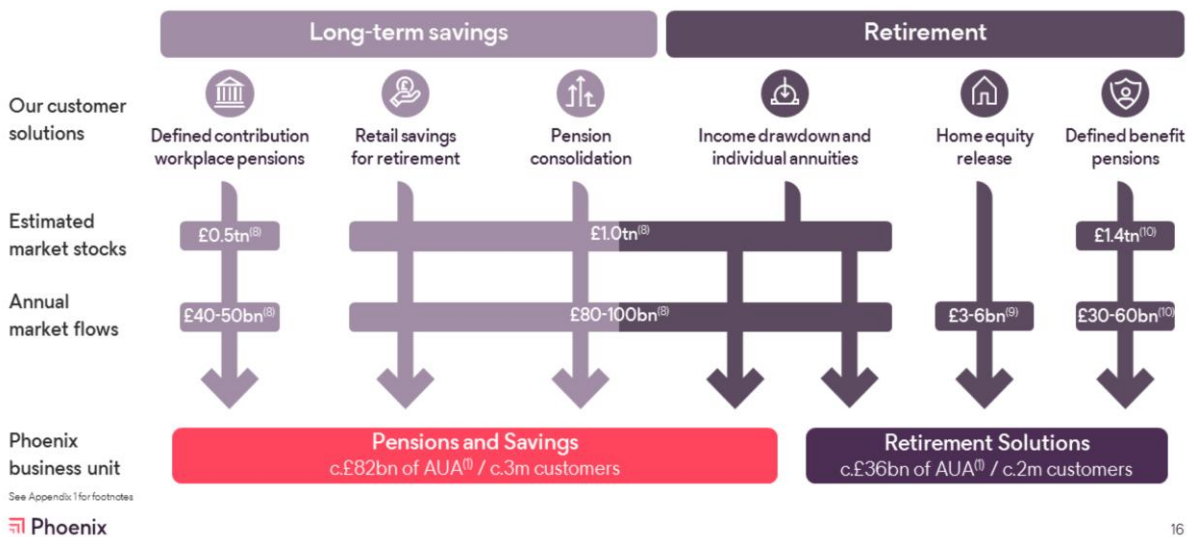 Long-term savings
Retirement
Our customer
solutions
Defined contribution
workplace pensions
Retail savings
for retirement
Pension
consolidation
Income drawdown and
individual annuities
Home equity
release
Defined benefit
pensions
Estimated
market stocks
£0.5tn(8)
£1.0tn(8)
£1.4tn(10)
Annual
market flows
£40-50bn(8)
£80-100bn(8)
£3-6bn(9)
£30-60bn(10)
Phoenix
business unit
Pensions and Savings
c.£82bn of AUA(1) / c.3m customers
Retirement Solutions
c.£36bn of AUA(1) / c.2m customers
See Appendix 1 for footnotes
Phoenix
16